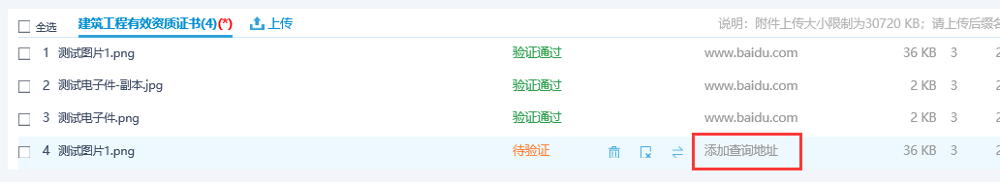 全选 建筑工程有效资质证书(4)(*) 上传 说明：附件上传大小限制为30720 KB；请上传后缀名
1 测试图片1.png 验证通过 www.baidu.com 36 KB 3
2 测试电子件-副本.jpg 验证通过 www.baidu.com 2 KB 3
3 测试电子件.png 验证通过 www.baidu.com 2 KB 3
4 测试图片1.png 待验证 添加查询地址 36 KB 3